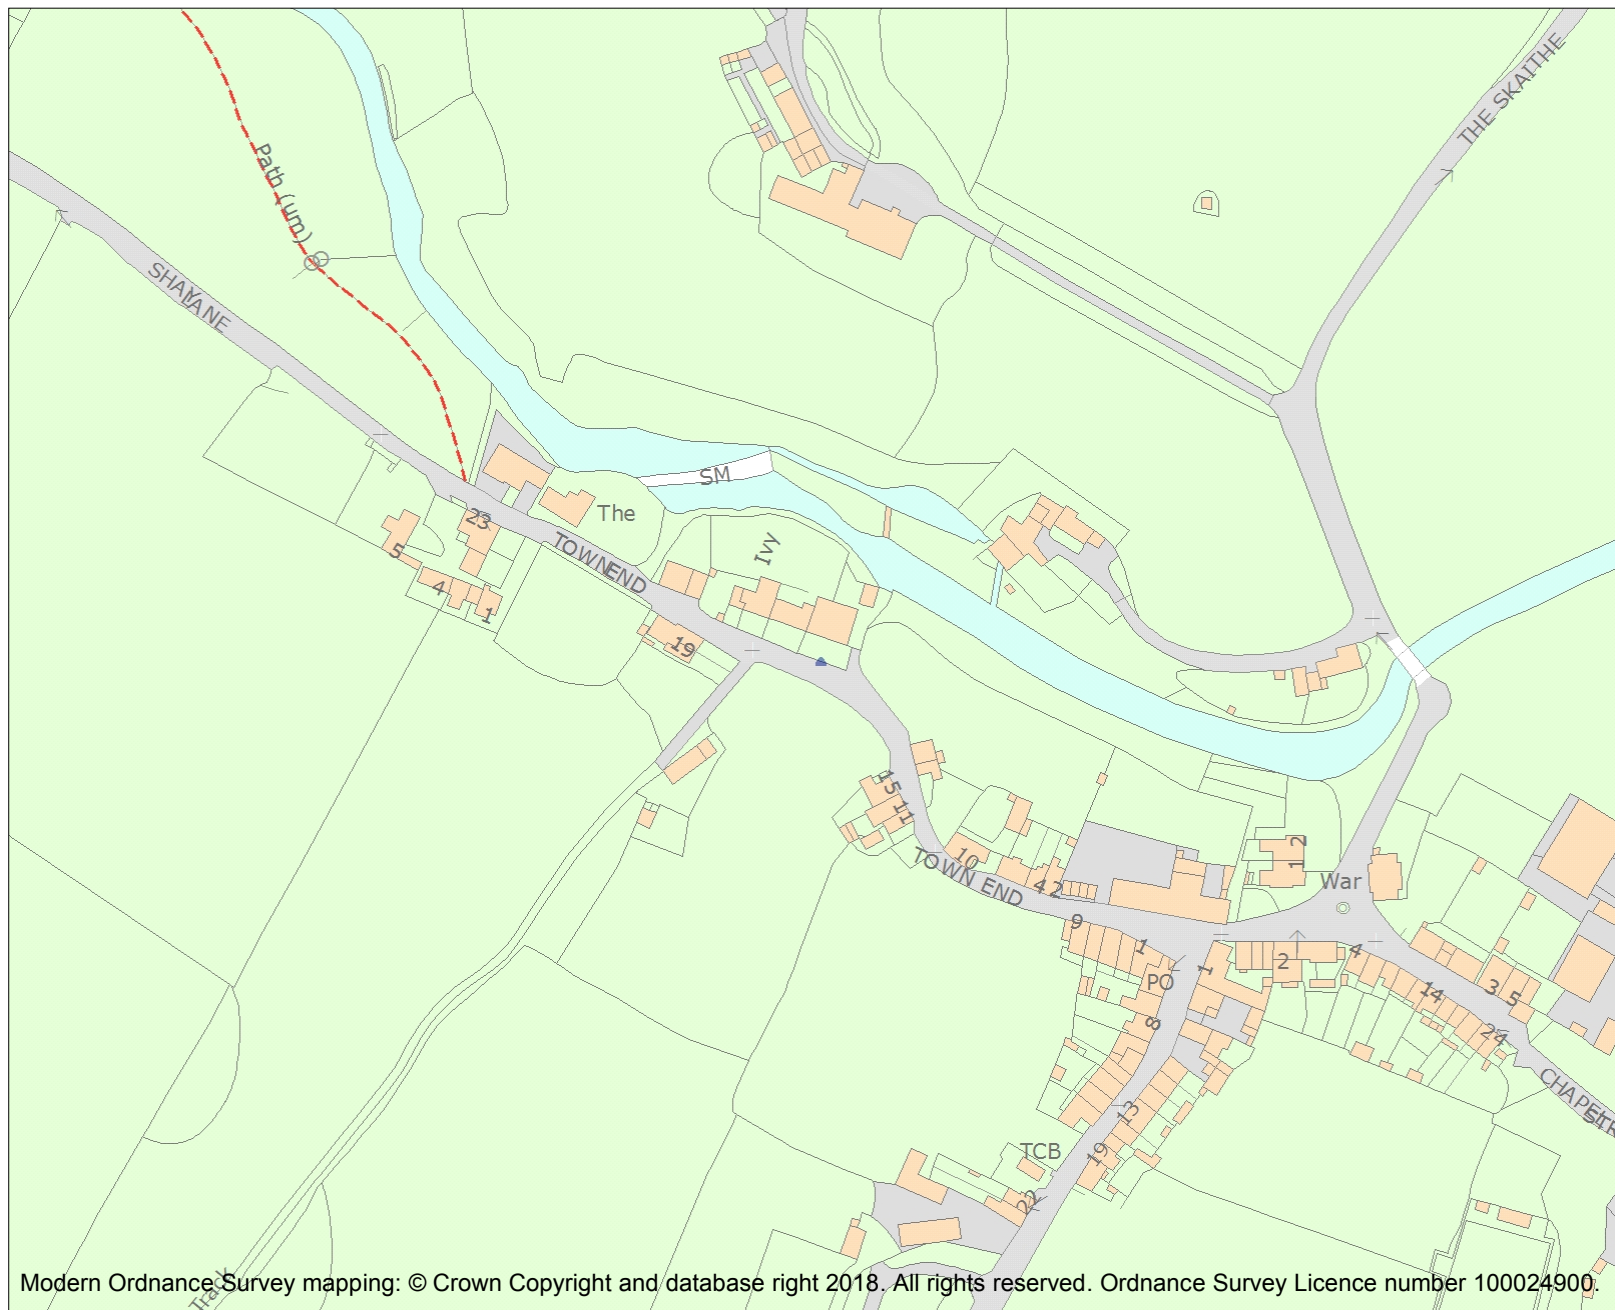 THE SKAITHE
Path (um)
SHAY LANE
SM
The
23
TOWN END
Ivy
5
4
1
19
15
11
10
TOWN END
4
2
1 2
War
9
1
PO
1
2
4
14
3
5
24
8
CHAPEL STR
13
TCB
19
22
Track
Modern Ordnance Survey mapping: © Crown Copyright and database right 2018. All rights reserved. Ordnance Survey Licence number 100024900.